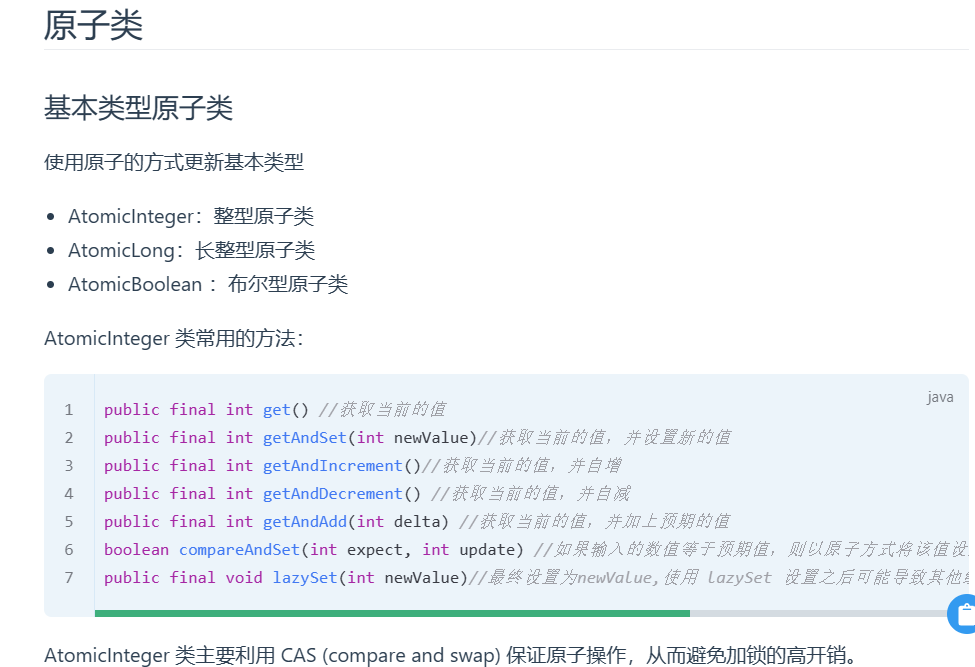 原子类
基本类型原子类
使用原子的方式更新基本类型
AtomicInteger：整型原子类
AtomicLong：长整型原子类
AtomicBoolean ：布尔型原子类
AtomicInteger 类常用的方法：
java
1 public final int get() //获取当前的值
2 public final int getAndSet(int newValue)//获取当前的值，并设置新的值
3 public final int getAndIncrement()//获取当前的值，并自增
4 public final int getAndDecrement() //获取当前的值，并自减
5 public final int getAndAdd(int delta) //获取当前的值，并加上预期的值
6 boolean compareAndSet(int expect, int update) //如果输入的数值等于预期值，则以原子方式将该值设
7 public final void lazySet(int newValue)//最终设置为newValue,使用 lazySet 设置之后可能导致其他
AtomicInteger 类主要利用 CAS (compare and swap) 保证原子操作，从而避免加锁的高开销。